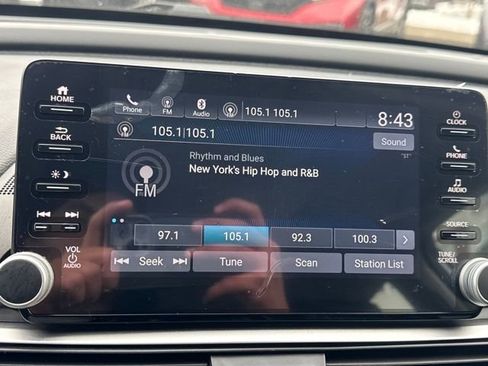 HOME
BACK
VOL
AUDIO
Phone FM Audio 105.1 105.1
8:43
105.1|105.1
Sound
Rhythm and Blues
New York's Hip Hop and R&B
FM
97.1 105.1 92.3 100.3
Seek Tune Scan Station List
CLOCK
PHONE
AUDIO
SOURCE
TUNE/
SCROLL